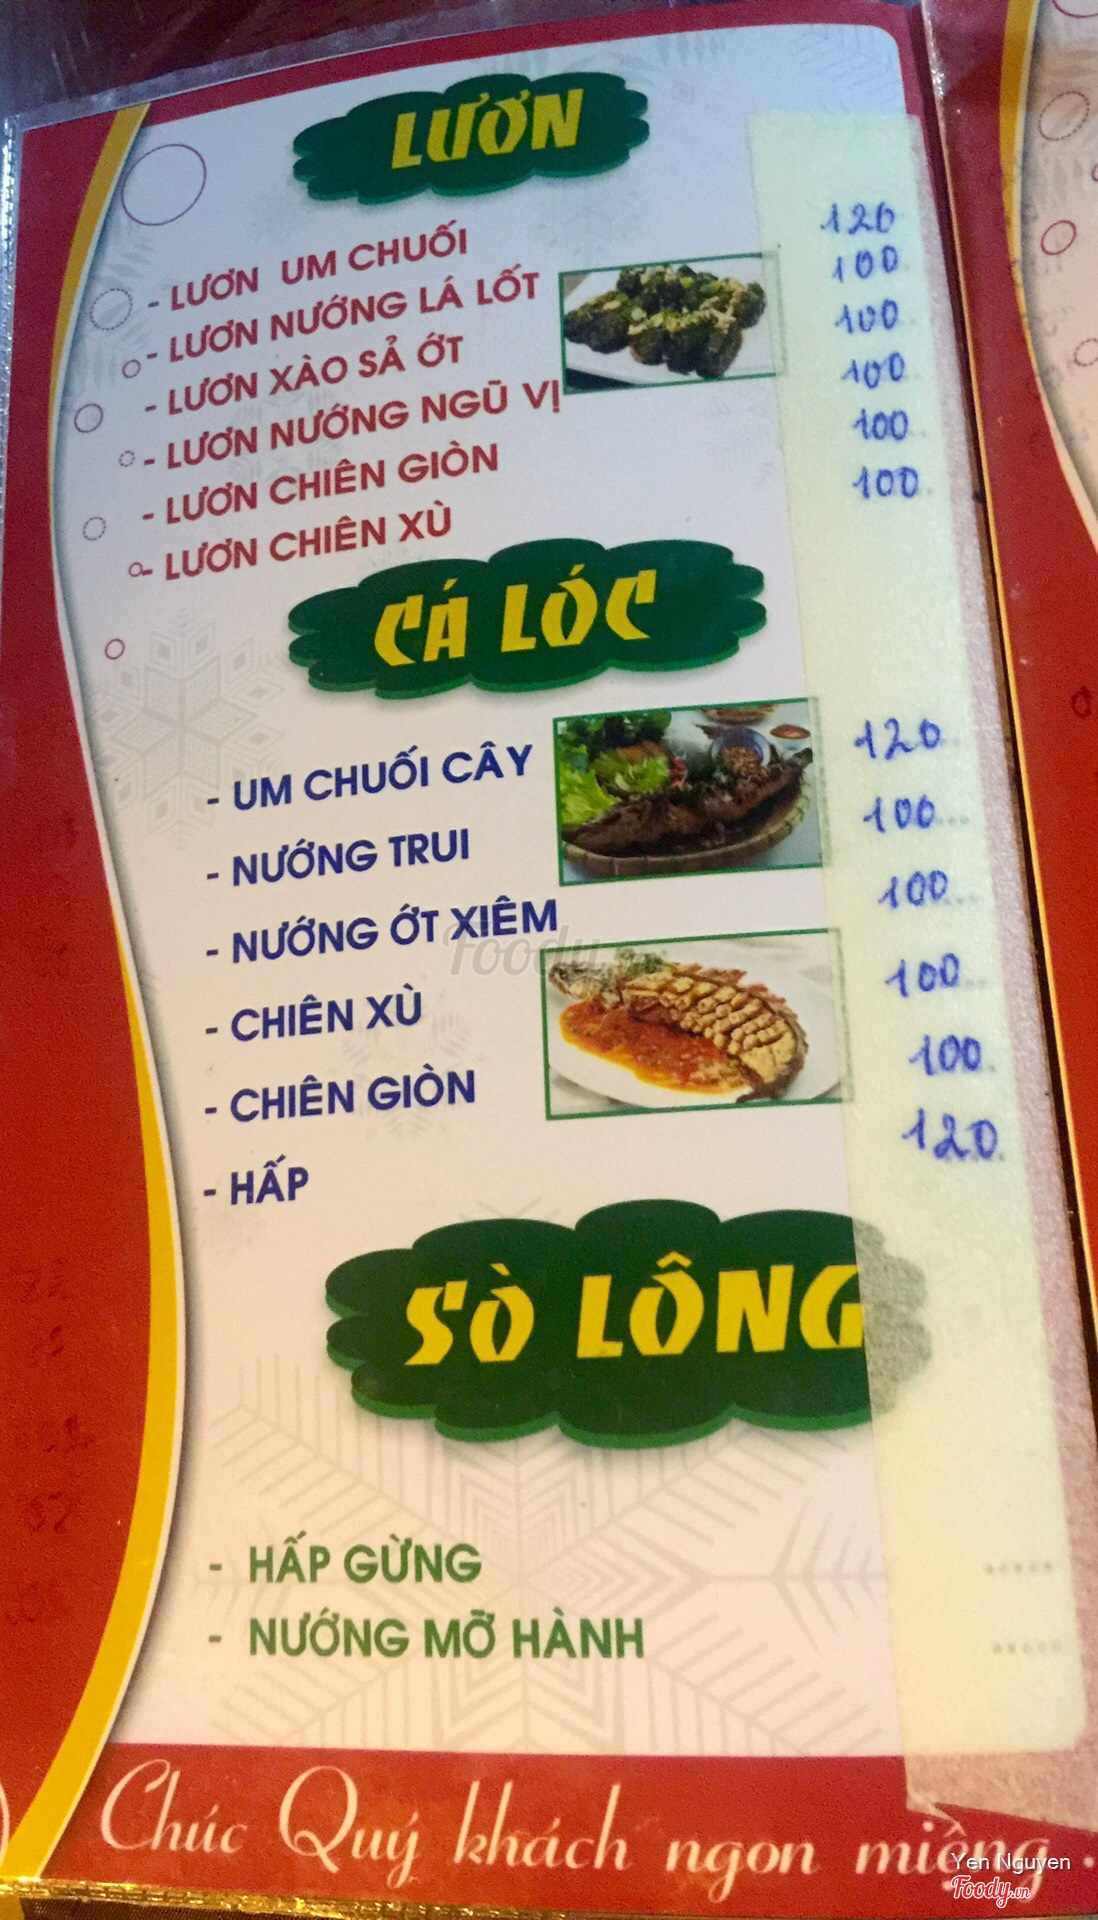 LƯƠN
- LƯƠN UM CHUỐI 120
- LƯƠN NƯỚNG LÁ LỐT 100
- LƯƠN XÀO SẢ ỚT 100
- LƯƠN NƯỚNG NGŨ VỊ 100
- LƯƠN CHIÊN GIÒN 100
- LƯƠN CHIÊN XÙ 100
CÁ LÓC
- UM CHUỐI CÂY 120
- NƯỚNG TRUI 100
- NƯỚNG ỚT XIÊM 100
- CHIÊN XÙ 100
- CHIÊN GIÒN 100
- HẤP 120
SÒ LÔNG
- HẤP GỪNG
- NƯỚNG MỠ HÀNH
Chúc Quý khách ngon miệng.
Foody.vn
Yen Nguyen
Foody.vn